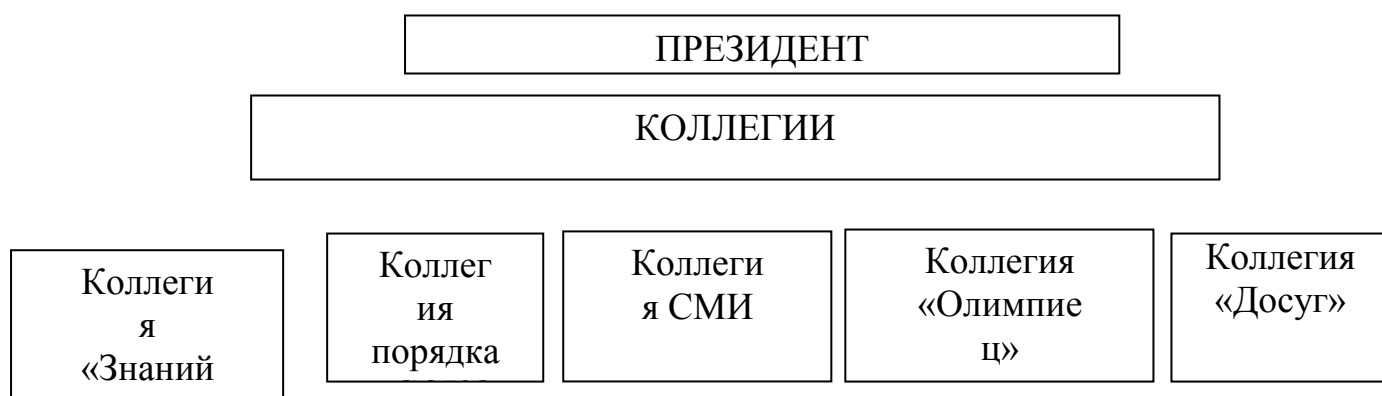 ПРЕЗИДЕНТ
КОЛЛЕГИИ
Коллеги
я
«Знаний
Коллег
ия
порядка
Коллеги
я СМИ
Коллегия
«Олимпие
ц»
Коллегия
«Досуг»